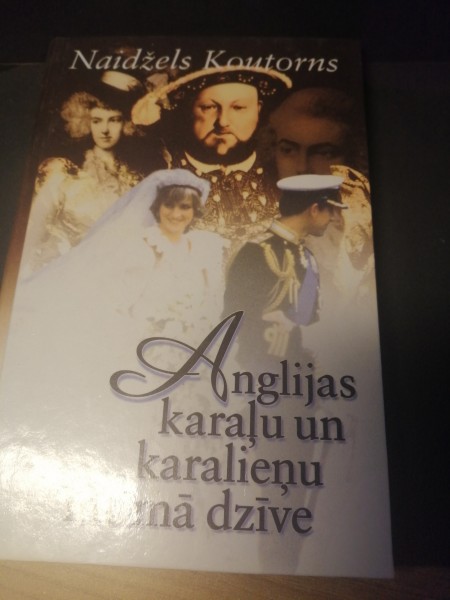 Naidžels Koutorns
Anglijas
karaļu un
karalieņu
dzīve